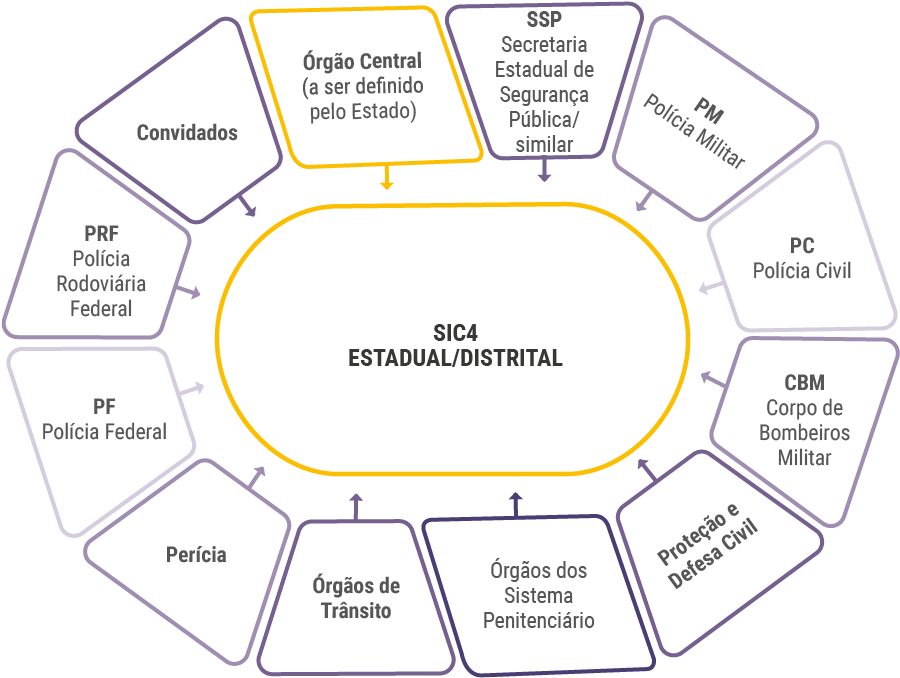 Órgão Central
(a ser definido
pelo Estado)
SSP
Secretaria
Estadual de
Segurança
Pública/
similar
PM
Polícia Militar
PC
Polícia Civil
CBM
Corpo de
Bombeiros
Militar
Proteção e
Defesa Civil
Órgãos dos
Sistema
Penitenciário
Órgãos de
Trânsito
Perícia
PF
Polícia Federal
PRF
Polícia
Rodoviária
Federal
Convidados
SIC4
ESTADUAL/DISTRITAL